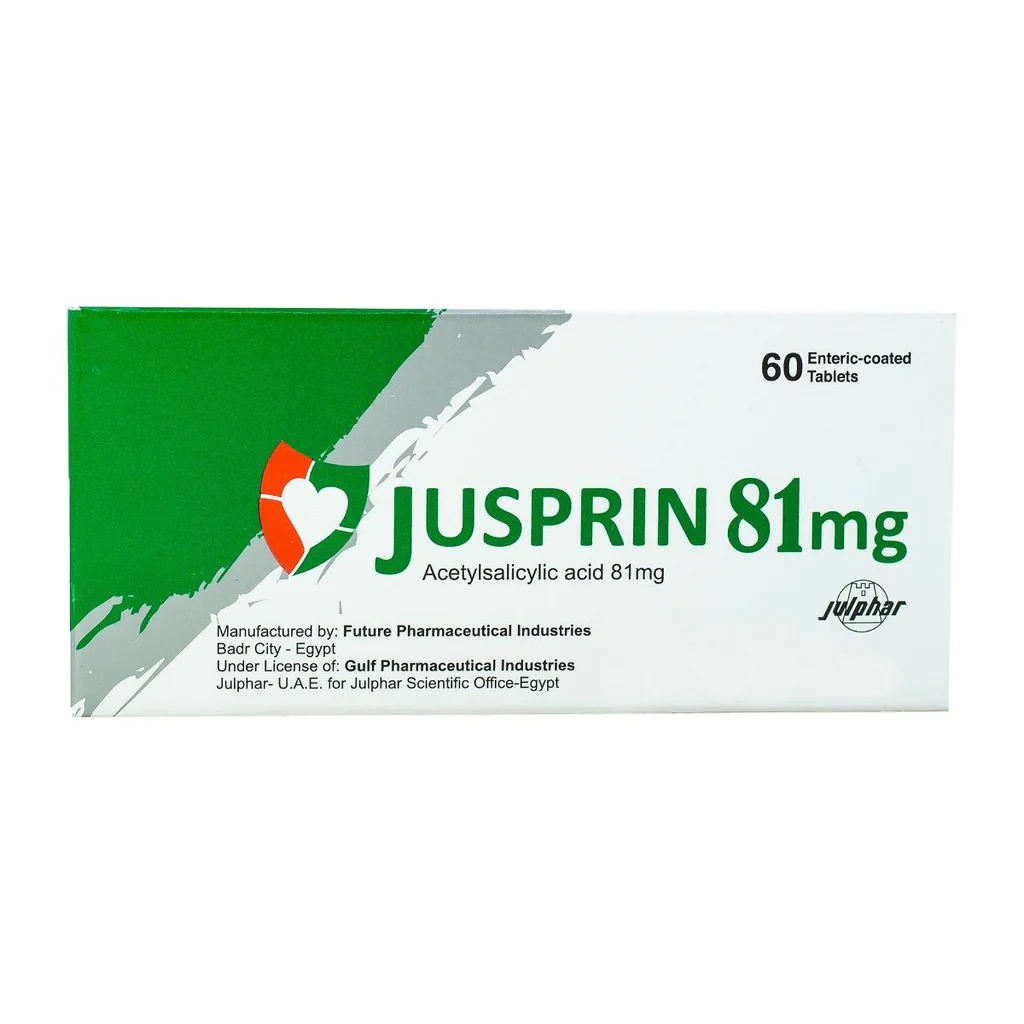 60 Enteric-coated
Tablets
JUSPRIN 81mg
Acetylsalicylic acid 81mg
julphar
Manufactured by: Future Pharmaceutical Industries
Badr City - Egypt
Under License of: Gulf Pharmaceutical Industries
Julphar- U.A.E. for Julphar Scientific Office-Egypt